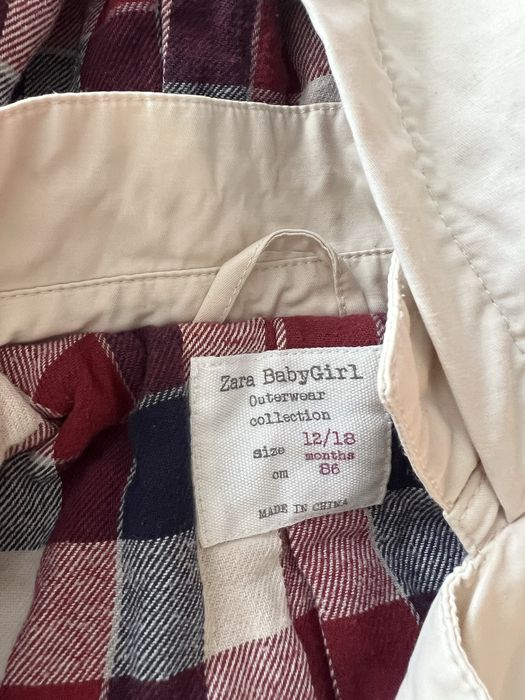 Zara BabyGirl
Outerwear
collection
size 12/18
months
cm 86
MADE IN CHINA